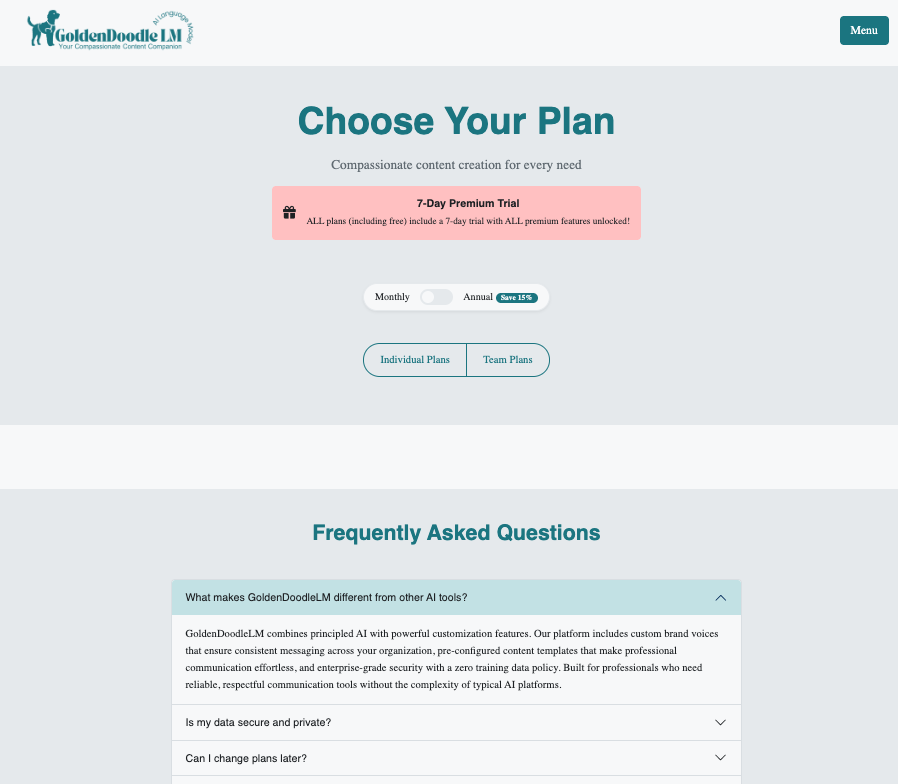 AI Language Model
GoldenDoodle LM
Your Compassionate Content Companion
Menu
Choose Your Plan
Compassionate content creation for every need
7-Day Premium Trial
ALL plans (including free) include a 7-day trial with ALL premium features unlocked!
Monthly Annual Save 15%
Individual Plans Team Plans
Frequently Asked Questions
What makes GoldenDoodleLM different from other AI tools?
GoldenDoodleLM combines principled AI with powerful customization features. Our platform includes custom brand voices
that ensure consistent messaging across your organization, pre-configured content templates that make professional
communication effortless, and enterprise-grade security with a zero training data policy. Built for professionals who need
reliable, respectful communication tools without the complexity of typical AI platforms.
Is my data secure and private?
Can I change plans later?